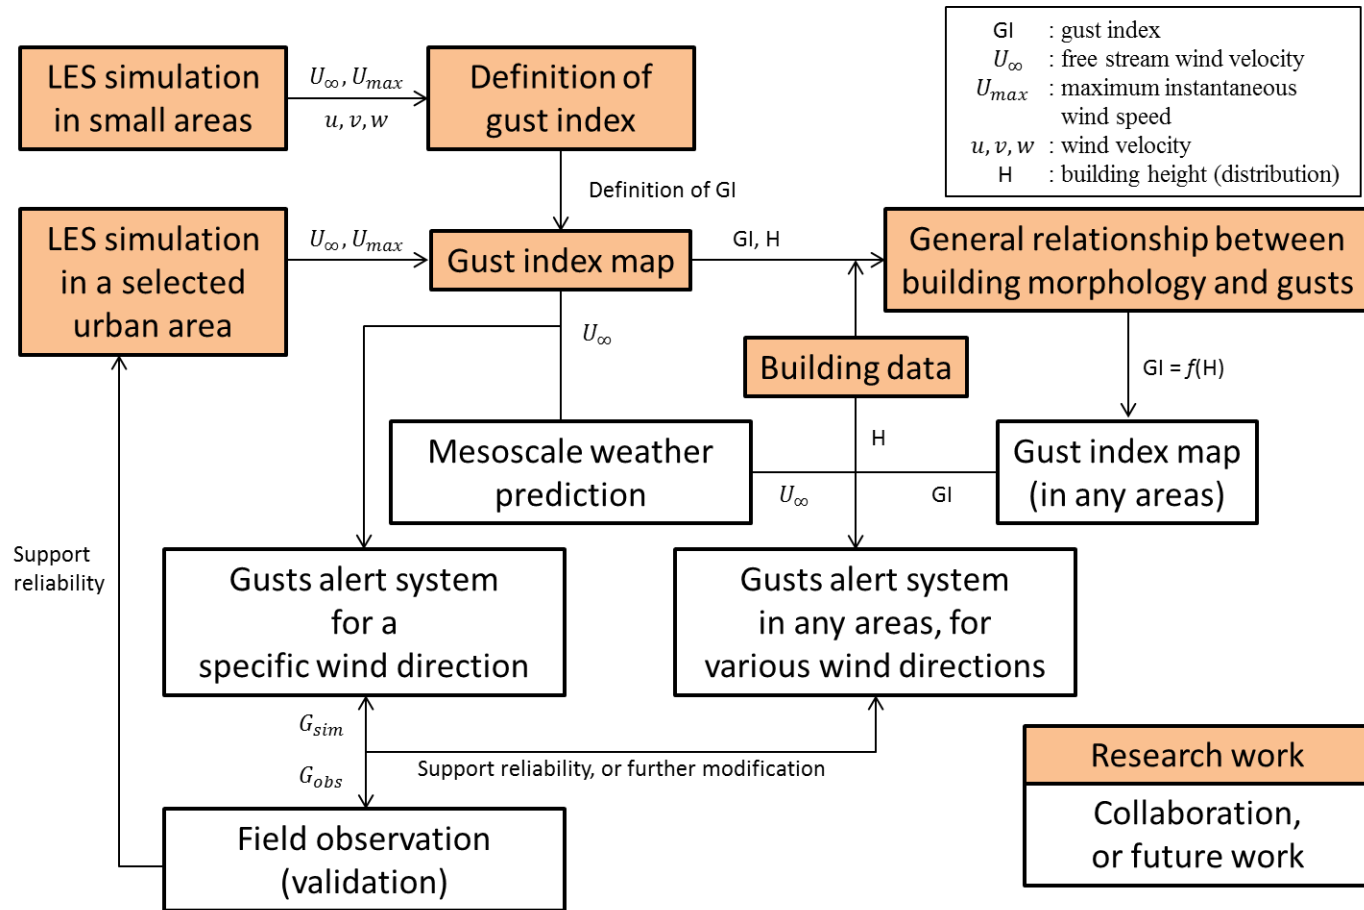 LES simulation
in small areas
U∞, Umax
u, v, w
Definition of
gust index
GI : gust index
U∞ : free stream wind velocity
Umax : maximum instantaneous
wind speed
u, v, w : wind velocity
H : building height (distribution)
Definition of GI
LES simulation
in a selected
urban area
U∞, Umax
Gust index map
GI, H
General relationship between
building morphology and gusts
U∞
Building data
GI = f(H)
Mesoscale weather
prediction
H
U∞
GI
Gust index map
(in any areas)
Support
reliability
Gusts alert system
for a
specific wind direction
Gusts alert system
in any areas, for
various wind directions
Gsim
Gobs
Support reliability, or further modification
Field observation
(validation)
Research work
Collaboration,
or future work